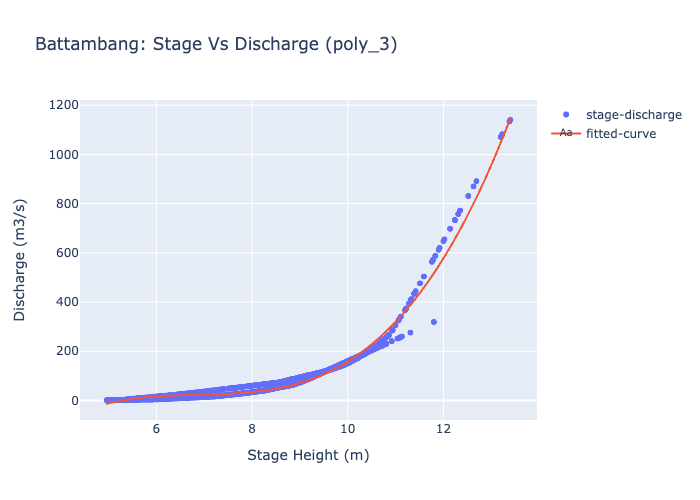 Battambang: Stage Vs Discharge (poly_3)
stage-discharge
Aa fitted-curve
1200
1000
800
600
400
200
0
6 8 10 12
Discharge (m3/s)
Stage Height (m)